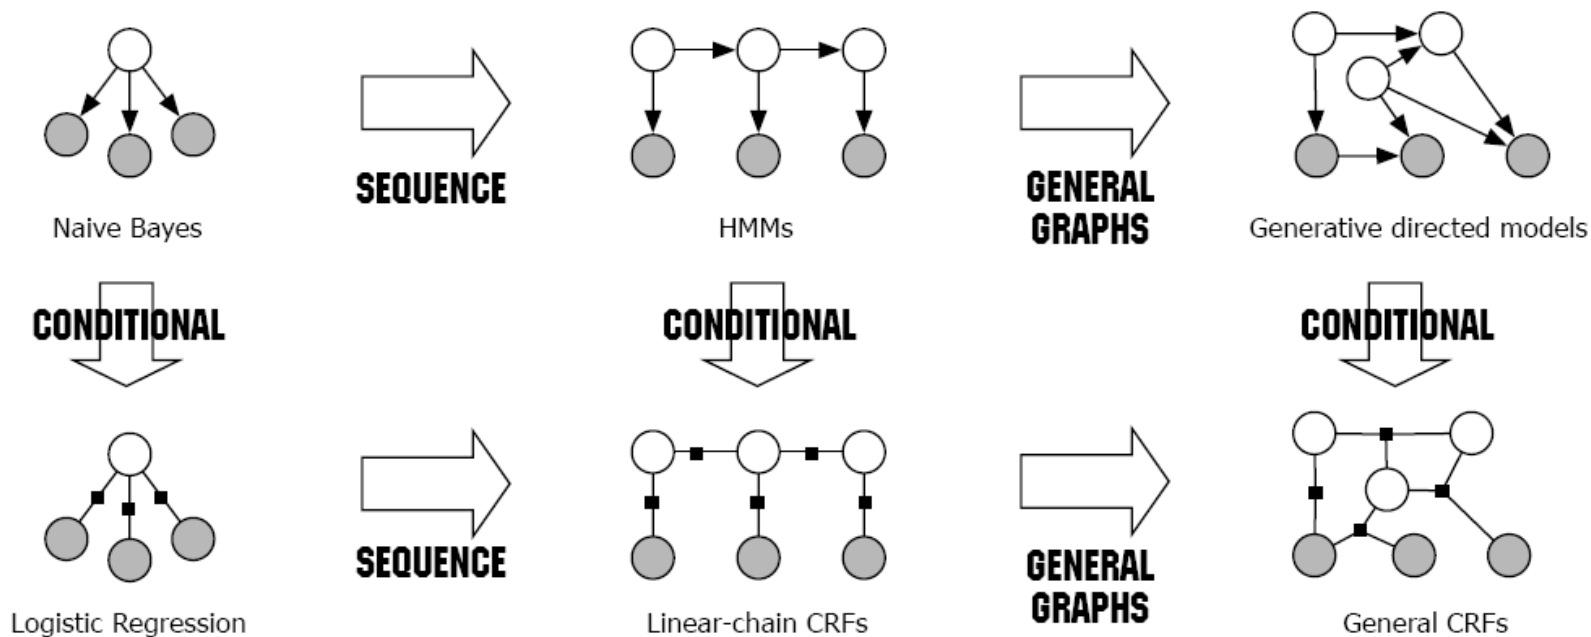 SEQUENCE
GENERAL
GRAPHS
Naive Bayes
HMMs
Generative directed models
CONDITIONAL
CONDITIONAL
CONDITIONAL
SEQUENCE
GENERAL
GRAPHS
Logistic Regression
Linear-chain CRFs
General CRFs